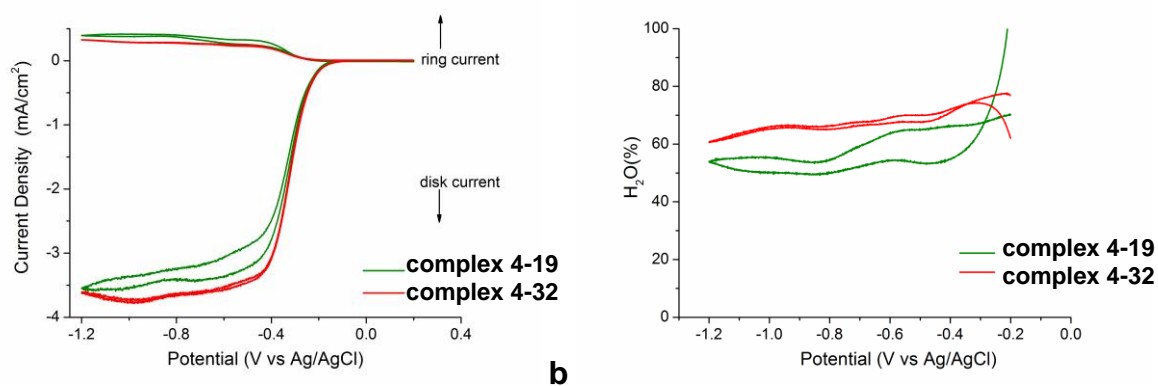 0
-1
-2
-3
-4
-1.2 -0.8 -0.4 0.0 0.4
Current Density (mA/cm²)
Potential (V vs Ag/AgCl)
ring current
disk current
complex 4-19
complex 4-32
b
100
80
60
40
20
0
-1.2 -1.0 -0.8 -0.6 -0.4 -0.2 0.0
H₂O(%)
Potential (V vs Ag/AgCl)
complex 4-19
complex 4-32